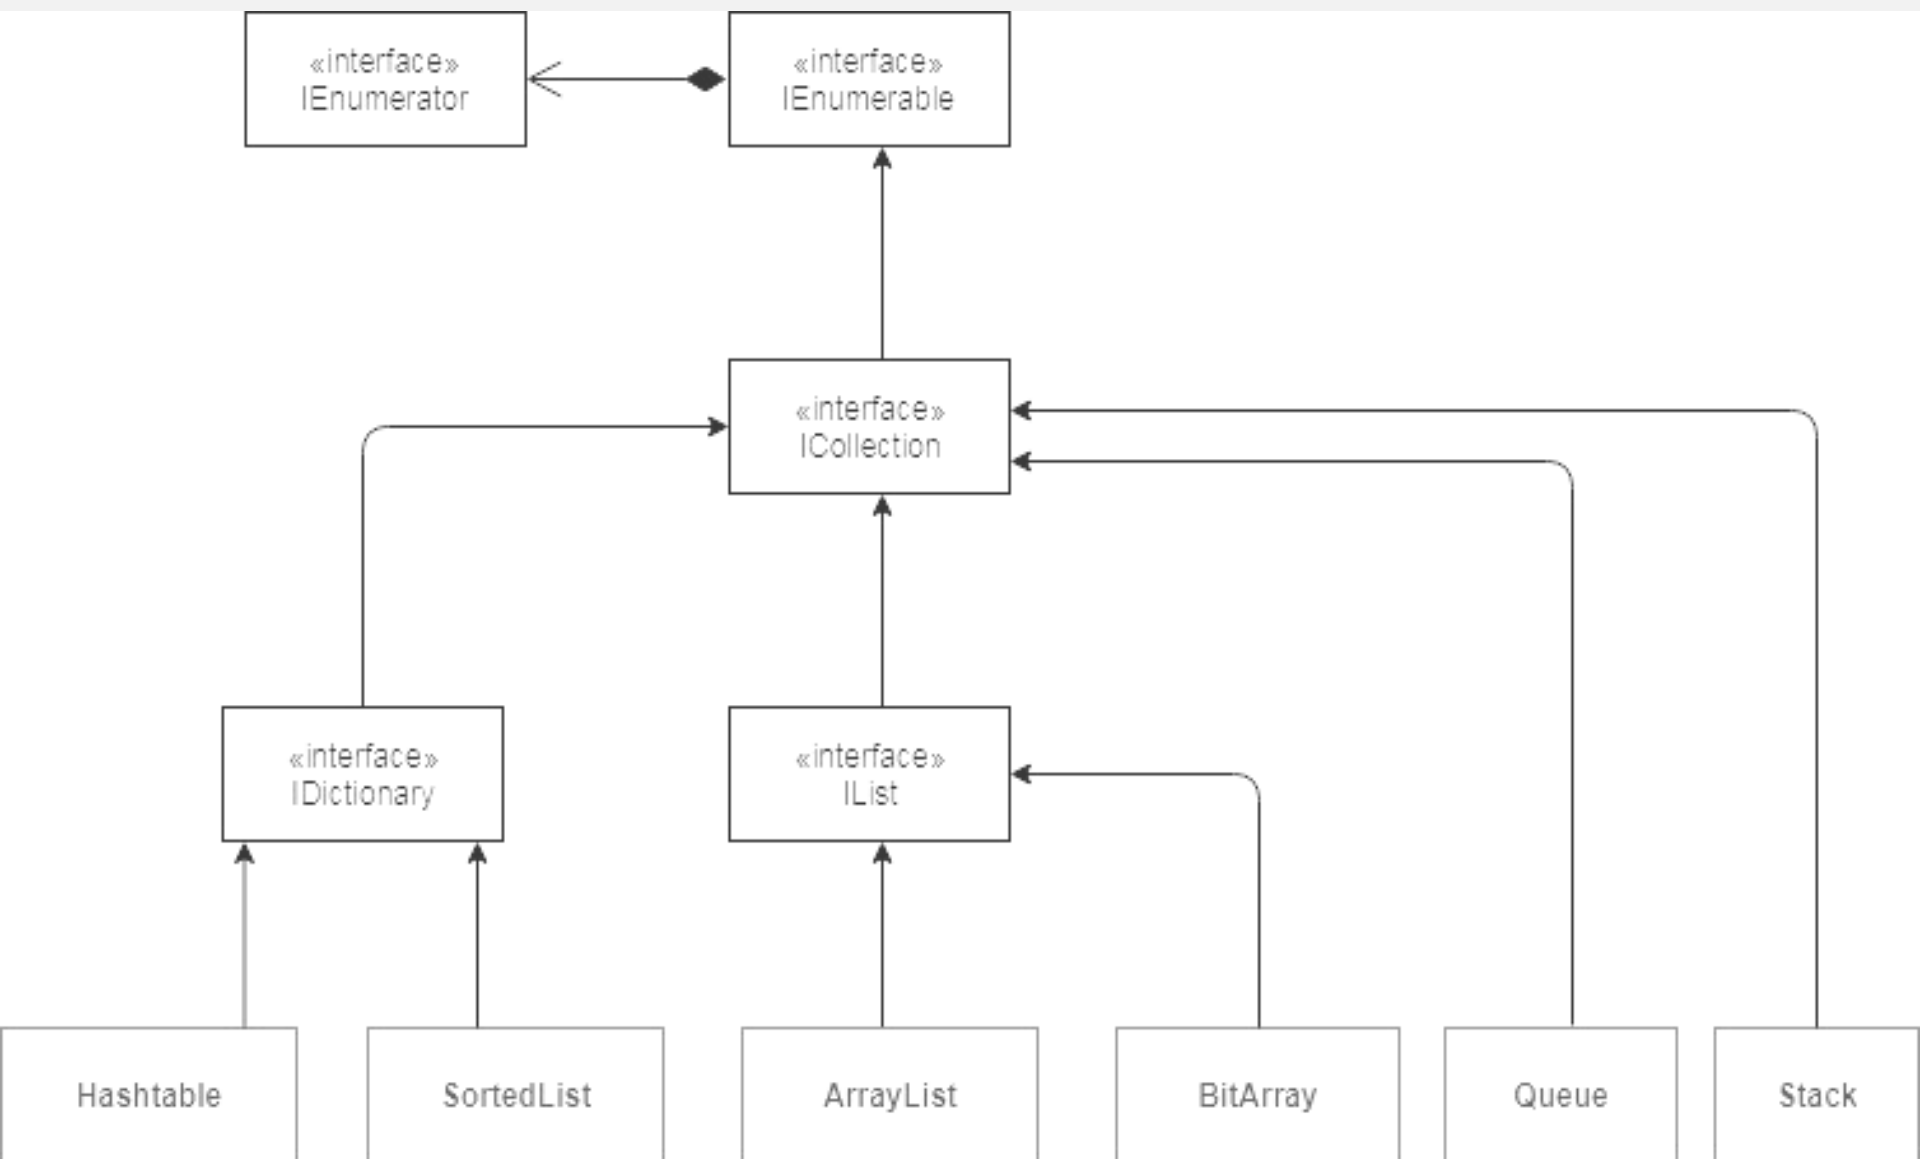 «interface»
IEnumerator
«interface»
IEnumerable
«interface»
ICollection
«interface»
IDictionary
«interface»
IList
Hashtable
SortedList
ArrayList
BitArray
Queue
Stack